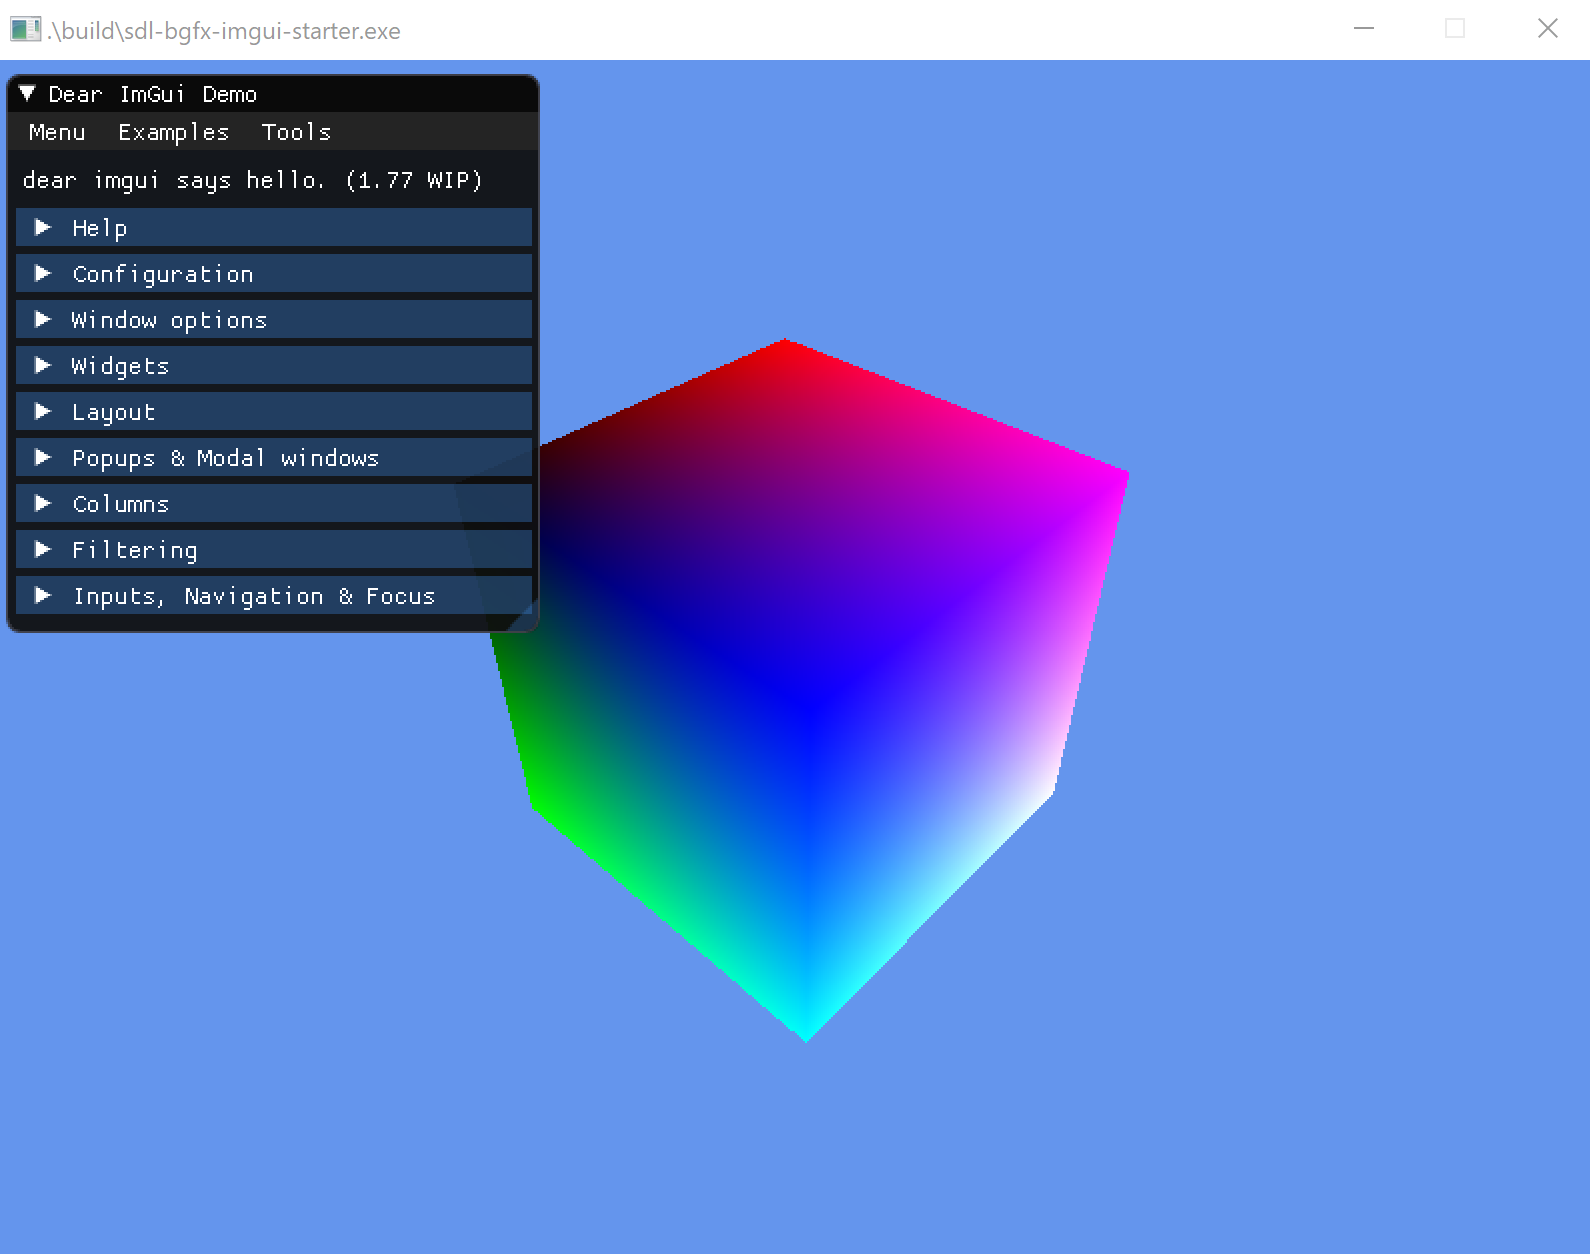 .\build\sdl-bgfx-imgui-starter.exe
Dear ImGui Demo
Menu Examples Tools
dear imgui says hello. (1.77 WIP)
Help
Configuration
Window options
Widgets
Layout
Popups & Modal windows
Columns
Filtering
Inputs, Navigation & Focus